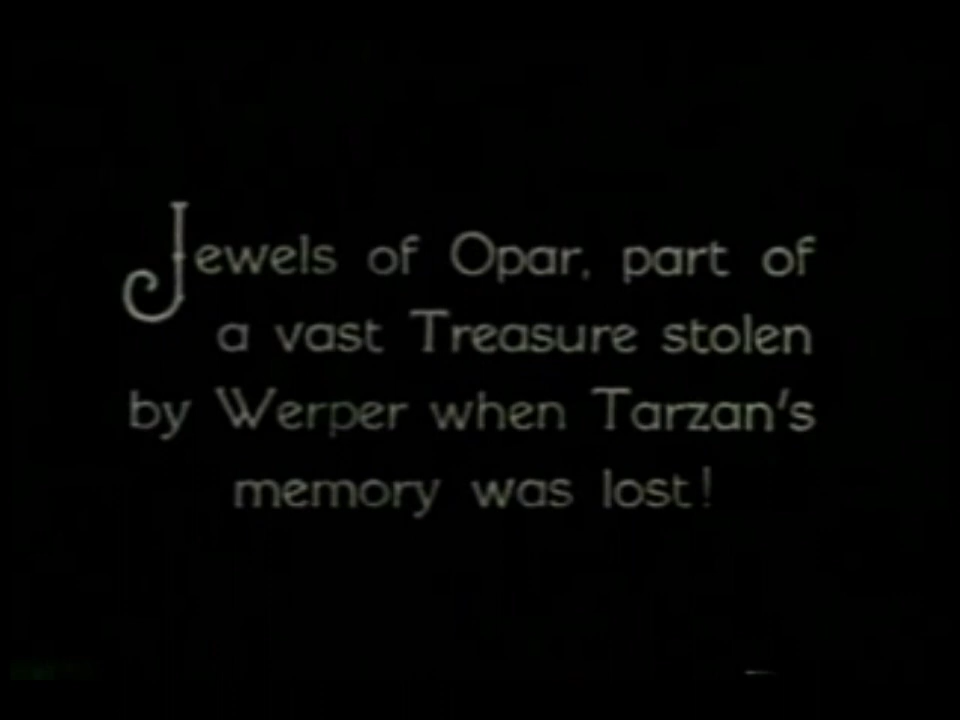 Jewels of Opar, part of
a vast Treasure stolen
by Werper when Tarzan's
memory was lost!